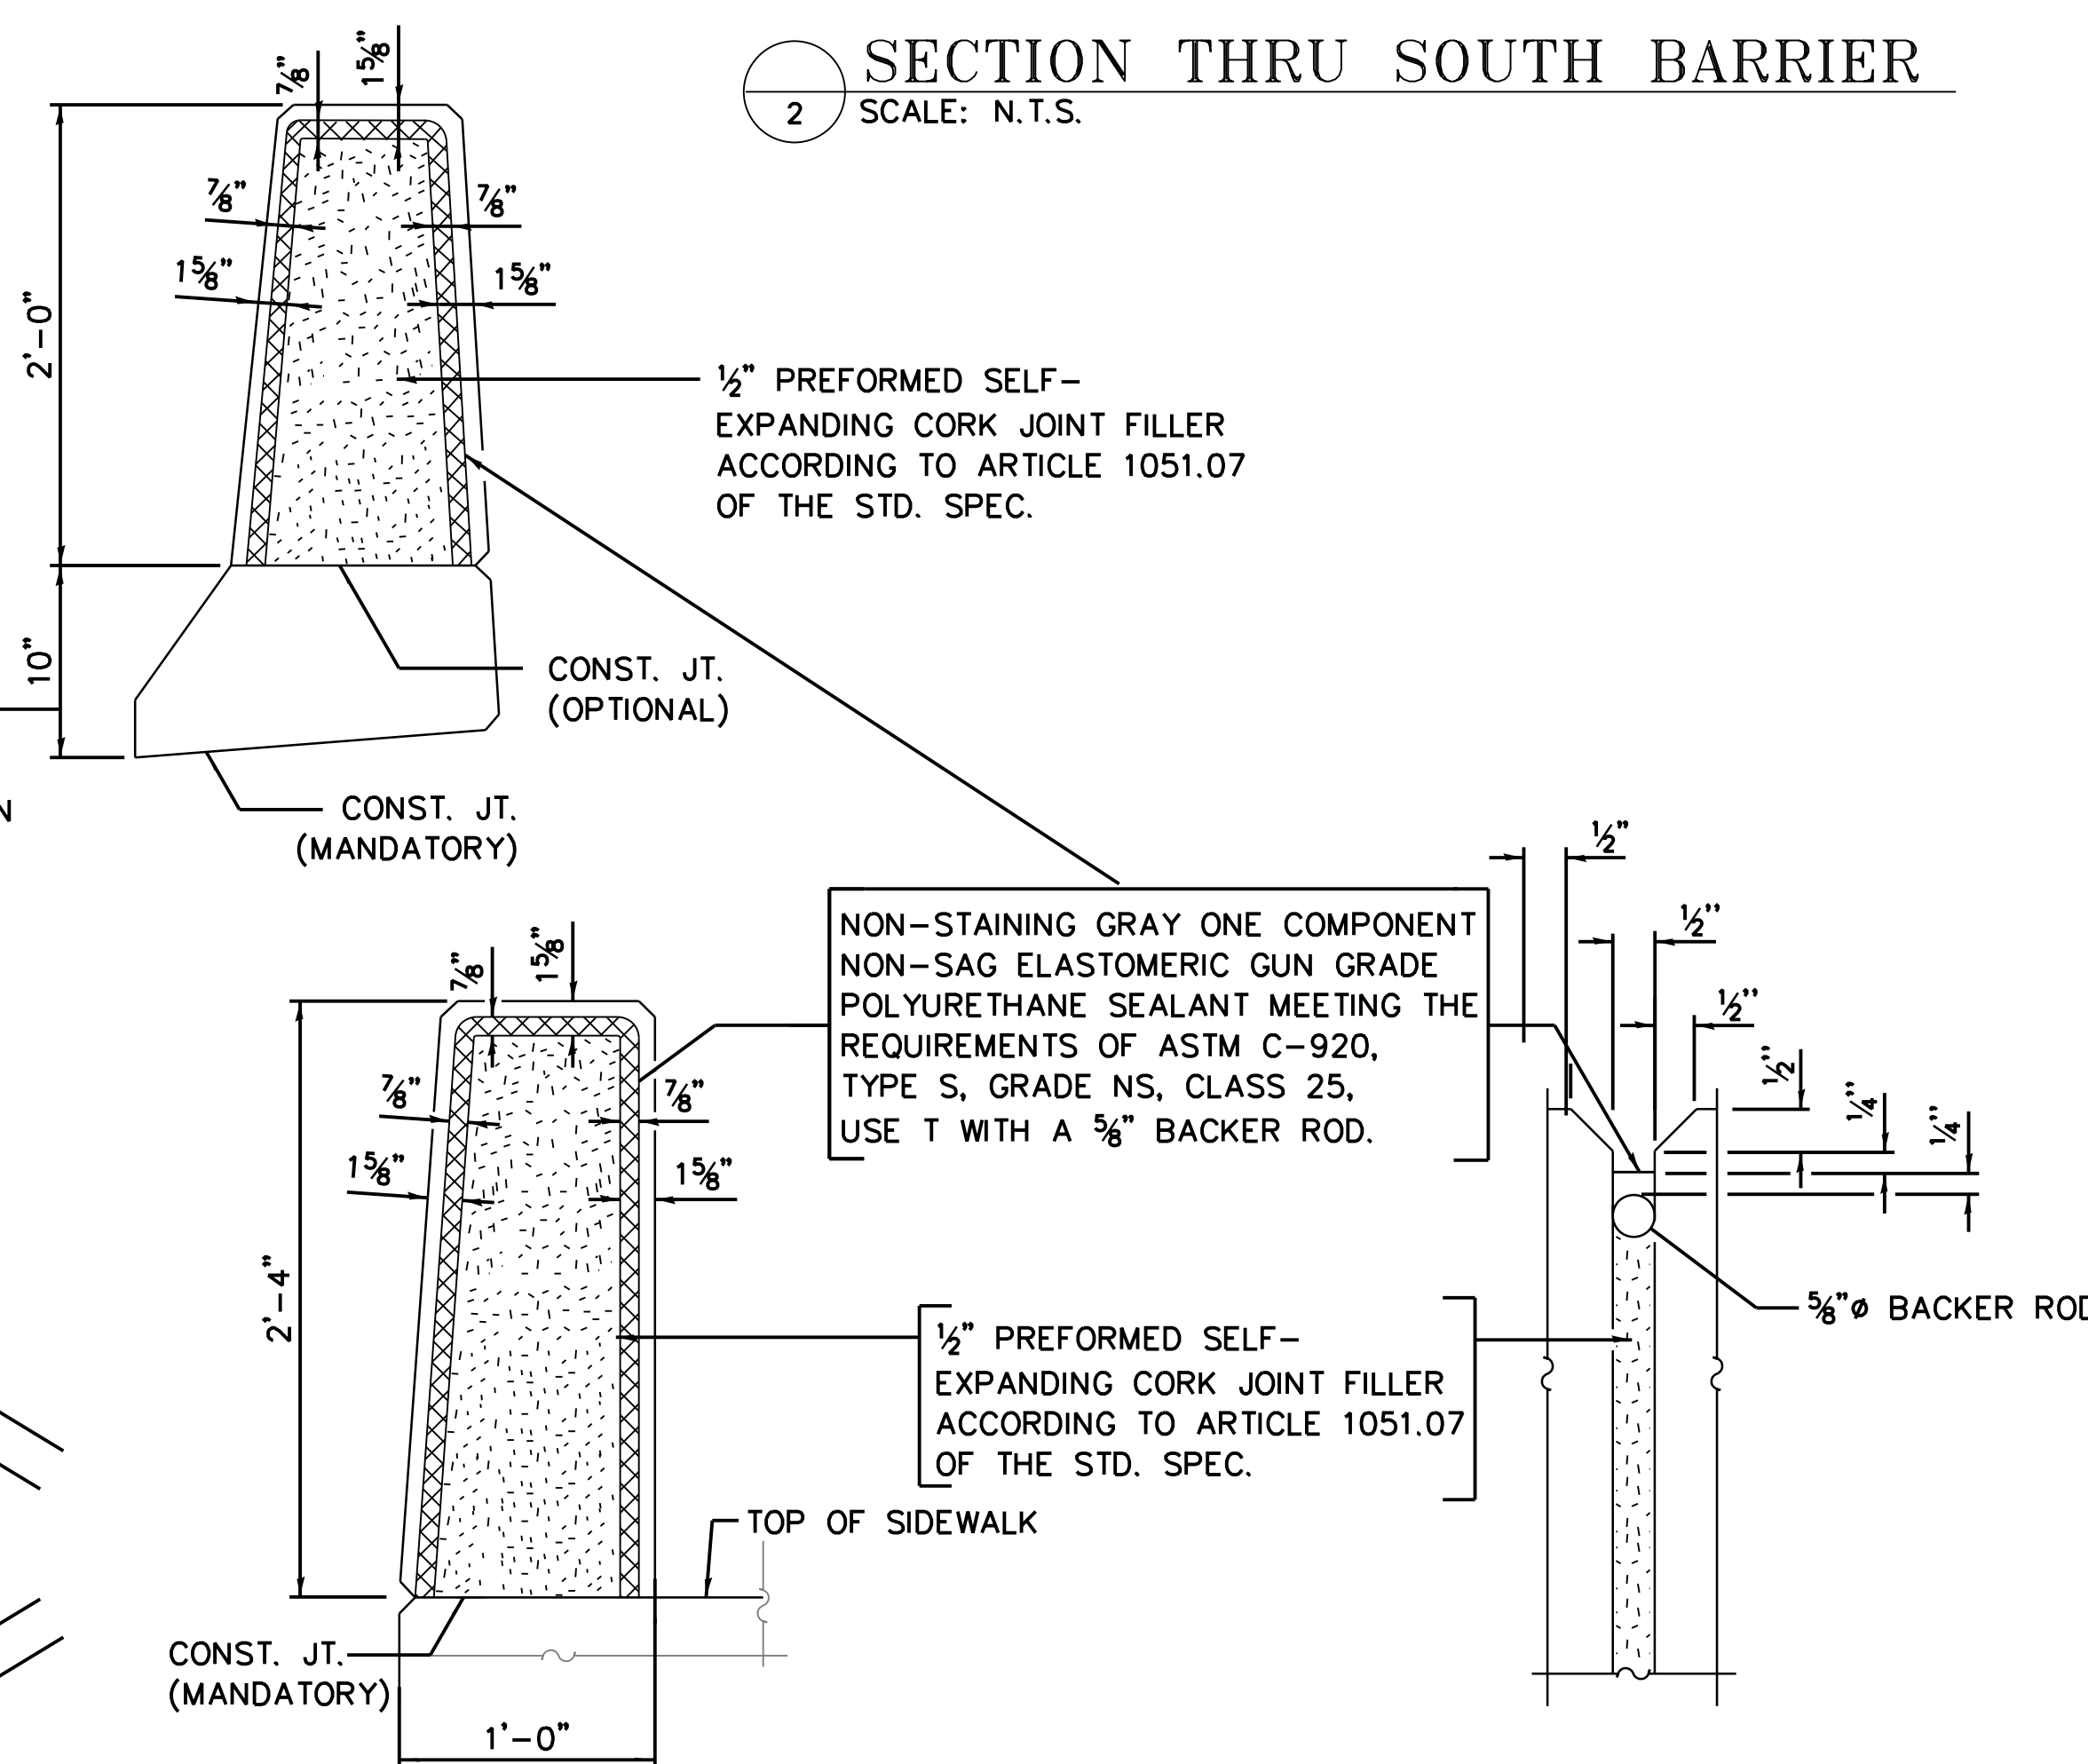 SECTION THRU SOUTH BARRIER
2
SCALE: N.T.S.
7/8"
1 5/8"
7/8"
7/8"
1 5/8"
1 5/8"
2'-0"
10"
1/2" PREFORMED SELF-
EXPANDING CORK JOINT FILLER
ACCORDING TO ARTICLE 1051.07
OF THE STD. SPEC.
CONST. JT.
(OPTIONAL)
CONST. JT.
(MANDATORY)
N
NON-STAINING GRAY ONE COMPONENT
NON-SAG ELASTOMERIC GUN GRADE
POLYURETHANE SEALANT MEETING THE
REQUIREMENTS OF ASTM C-920,
TYPE S, GRADE NS, CLASS 25,
USE T WITH A 5/8" BACKER ROD.
7/8"
1 5/8"
7/8"
7/8"
1 5/8"
1 5/8"
2'-4"
1/2" PREFORMED SELF-
EXPANDING CORK JOINT FILLER
ACCORDING TO ARTICLE 1051.07
OF THE STD. SPEC.
TOP OF SIDEWALK
CONST. JT.
(MANDATORY)
1'-0"
1/2"
1/2"
1/2"
1/2"
1/4"
1/4"
5/8"ø BACKER ROD